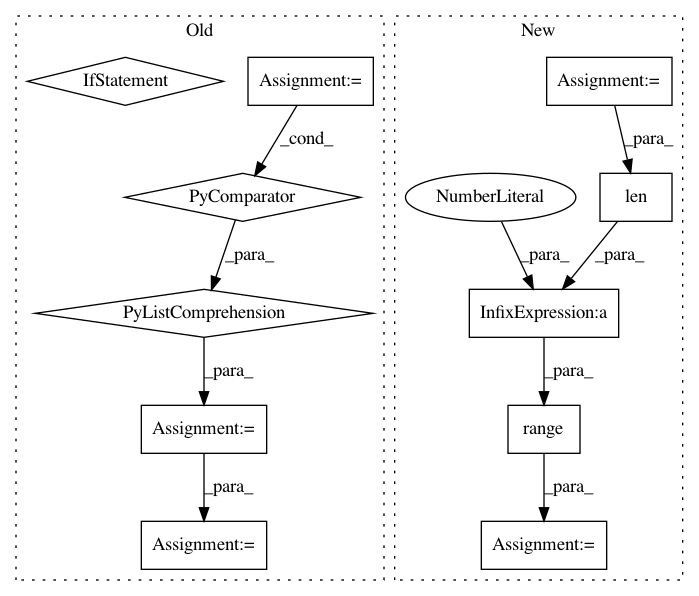 Old
New
IfStatement
Assignment:=
Assignment:=
_cond_
_para_
PyComparator
NumberLiteral
len
_para_
_para_
_para_
PyListComprehension
InfixExpression:a
_para_
_para_
Assignment:=
range
_para_
_para_
Assignment:=
Assignment:=